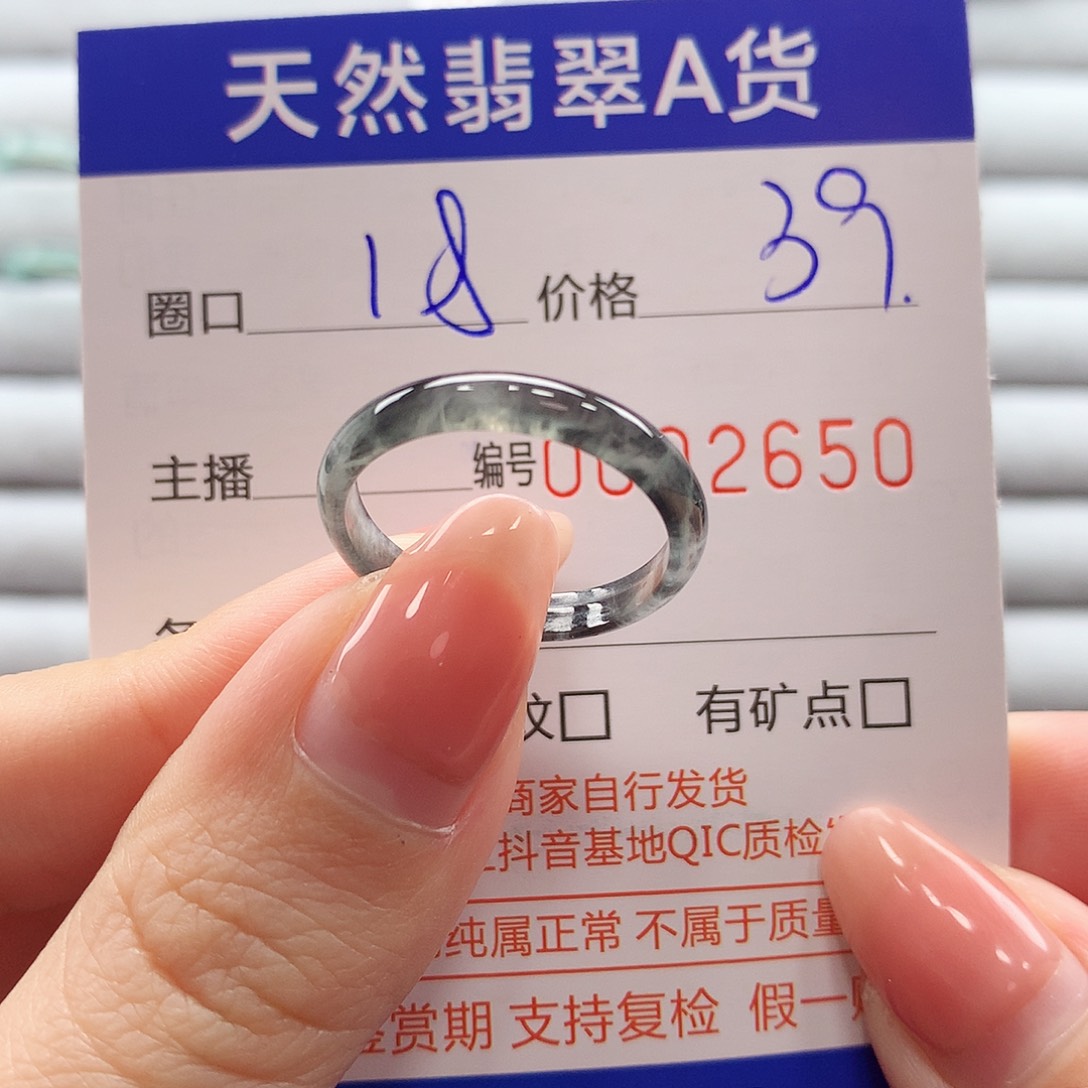 天然翡翠A货
圈口 18 价格 39.
主播 编号 2650
纹□ 有矿点□
商家自行发货
抖音基地QIC质检
纯属正常 不属于质量
鉴赏期 支持复检 假一